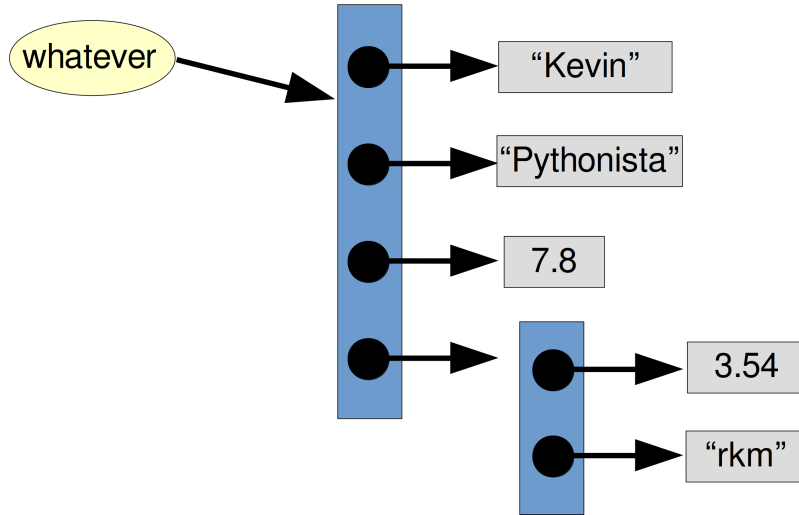 whatever
“Kevin”
“Pythonista”
7.8
3.54
“rkm”